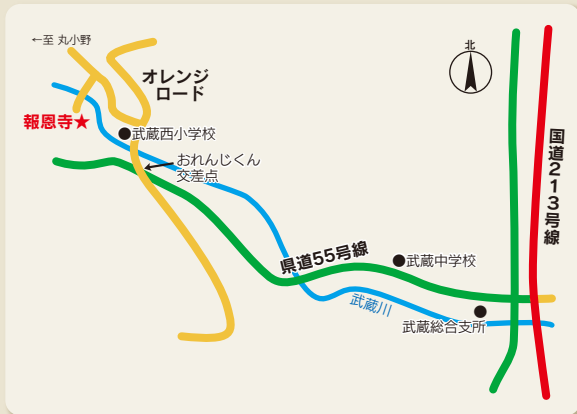 ←至 丸小野
北
オレンジ
ロード
報恩寺★
武蔵西小学校
おれんじくん
交差点
国道213号線
県道55号線
武蔵中学校
武蔵川
武蔵総合支所